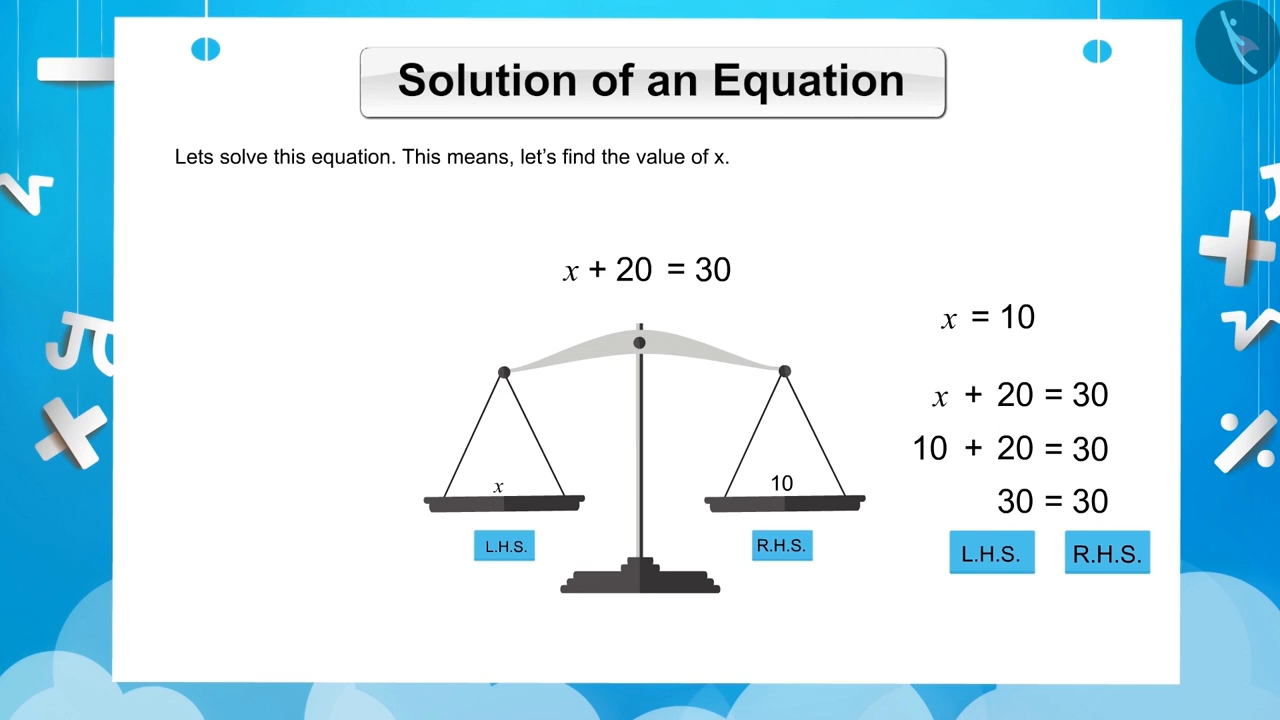 Solution of an Equation
Lets solve this equation. This means, let’s find the value of x.
x + 20 = 30
x = 10
x + 20 = 30
10 + 20 = 30
30 = 30
L.H.S. R.H.S.
x 10
L.H.S. R.H.S.